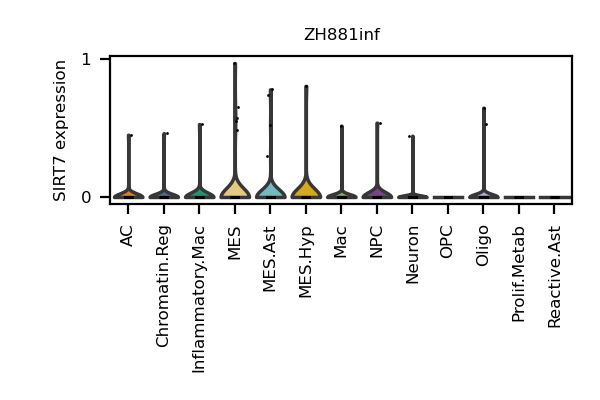 ZH881inf
SIRT7 expression
1
0
AC
Chromatin.Reg
Inflammatory.Mac
MES
MES.Ast
MES.Hyp
Mac
NPC
Neuron
OPC
Oligo
Prolif.Metab
Reactive.Ast